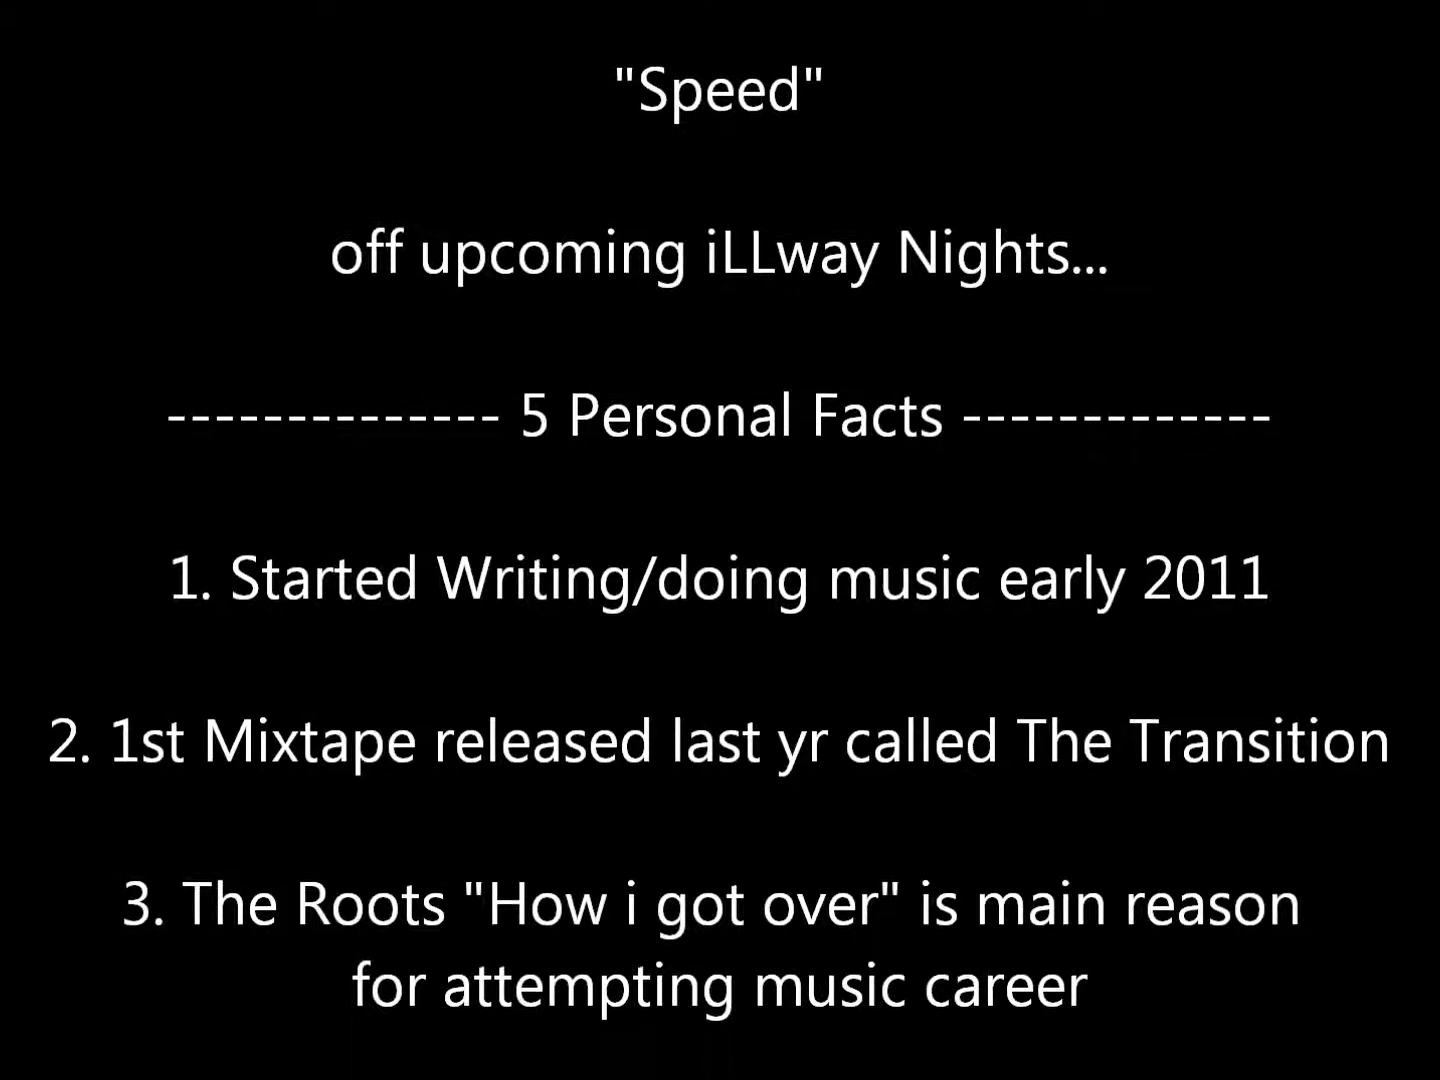 "Speed"
off upcoming iLLway Nights...
-------------- 5 Personal Facts -------------
1. Started Writing/doing music early 2011
2. 1st Mixtape released last yr called The Transition
3. The Roots "How i got over" is main reason
for attempting music career